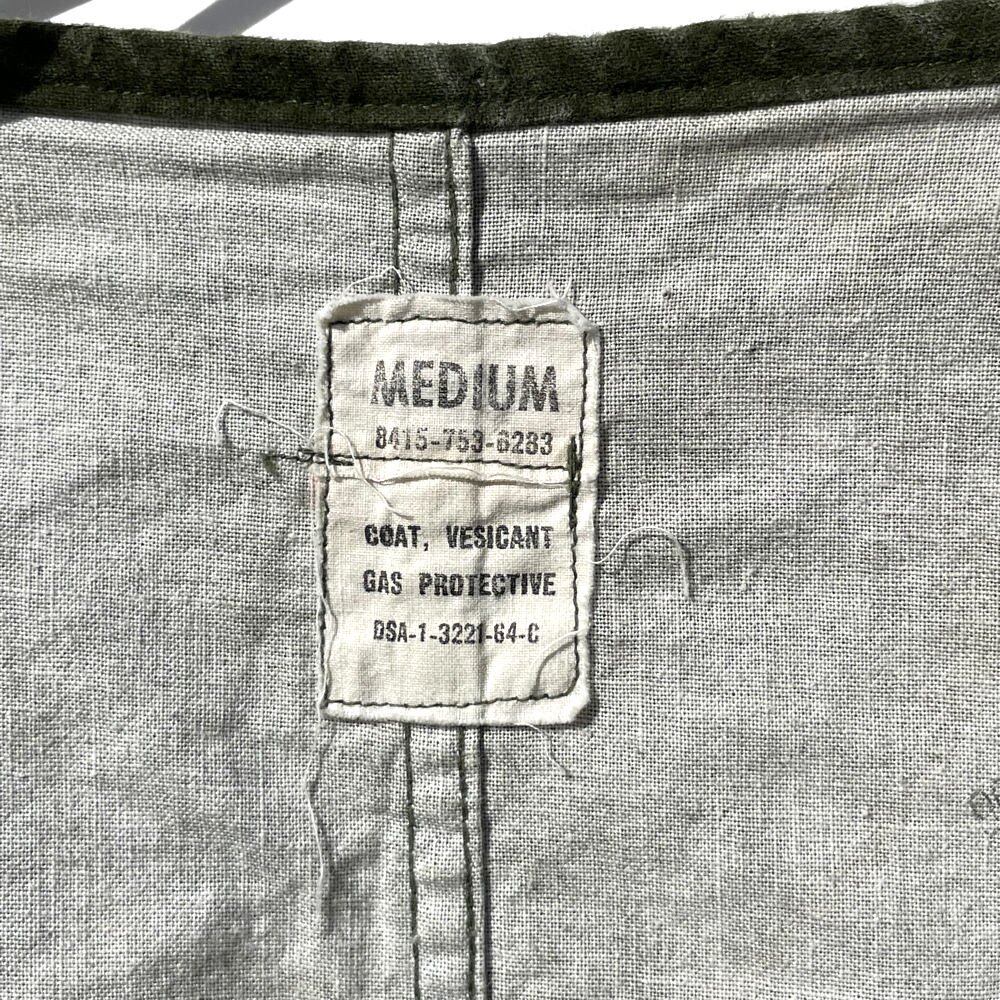 MEDIUM
8415-753-6283
COAT, VESICANT
GAS PROTECTIVE
DSA-1-3221-64-C